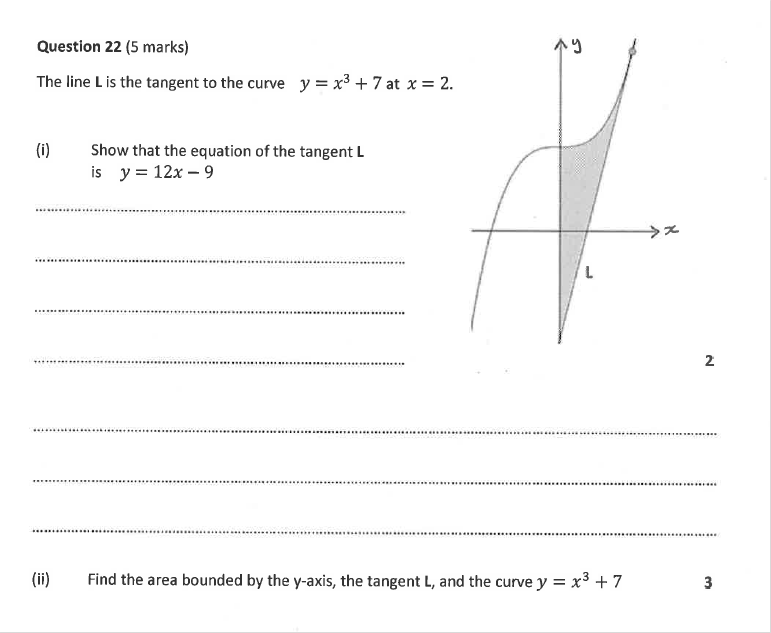 Question 22 (5 marks)
The line L is the tangent to the curve y = x³ + 7 at x = 2.
(i) Show that the equation of the tangent L
is y = 12x − 9
y
x
L
2
(ii) Find the area bounded by the y-axis, the tangent L, and the curve y = x³ + 7 3